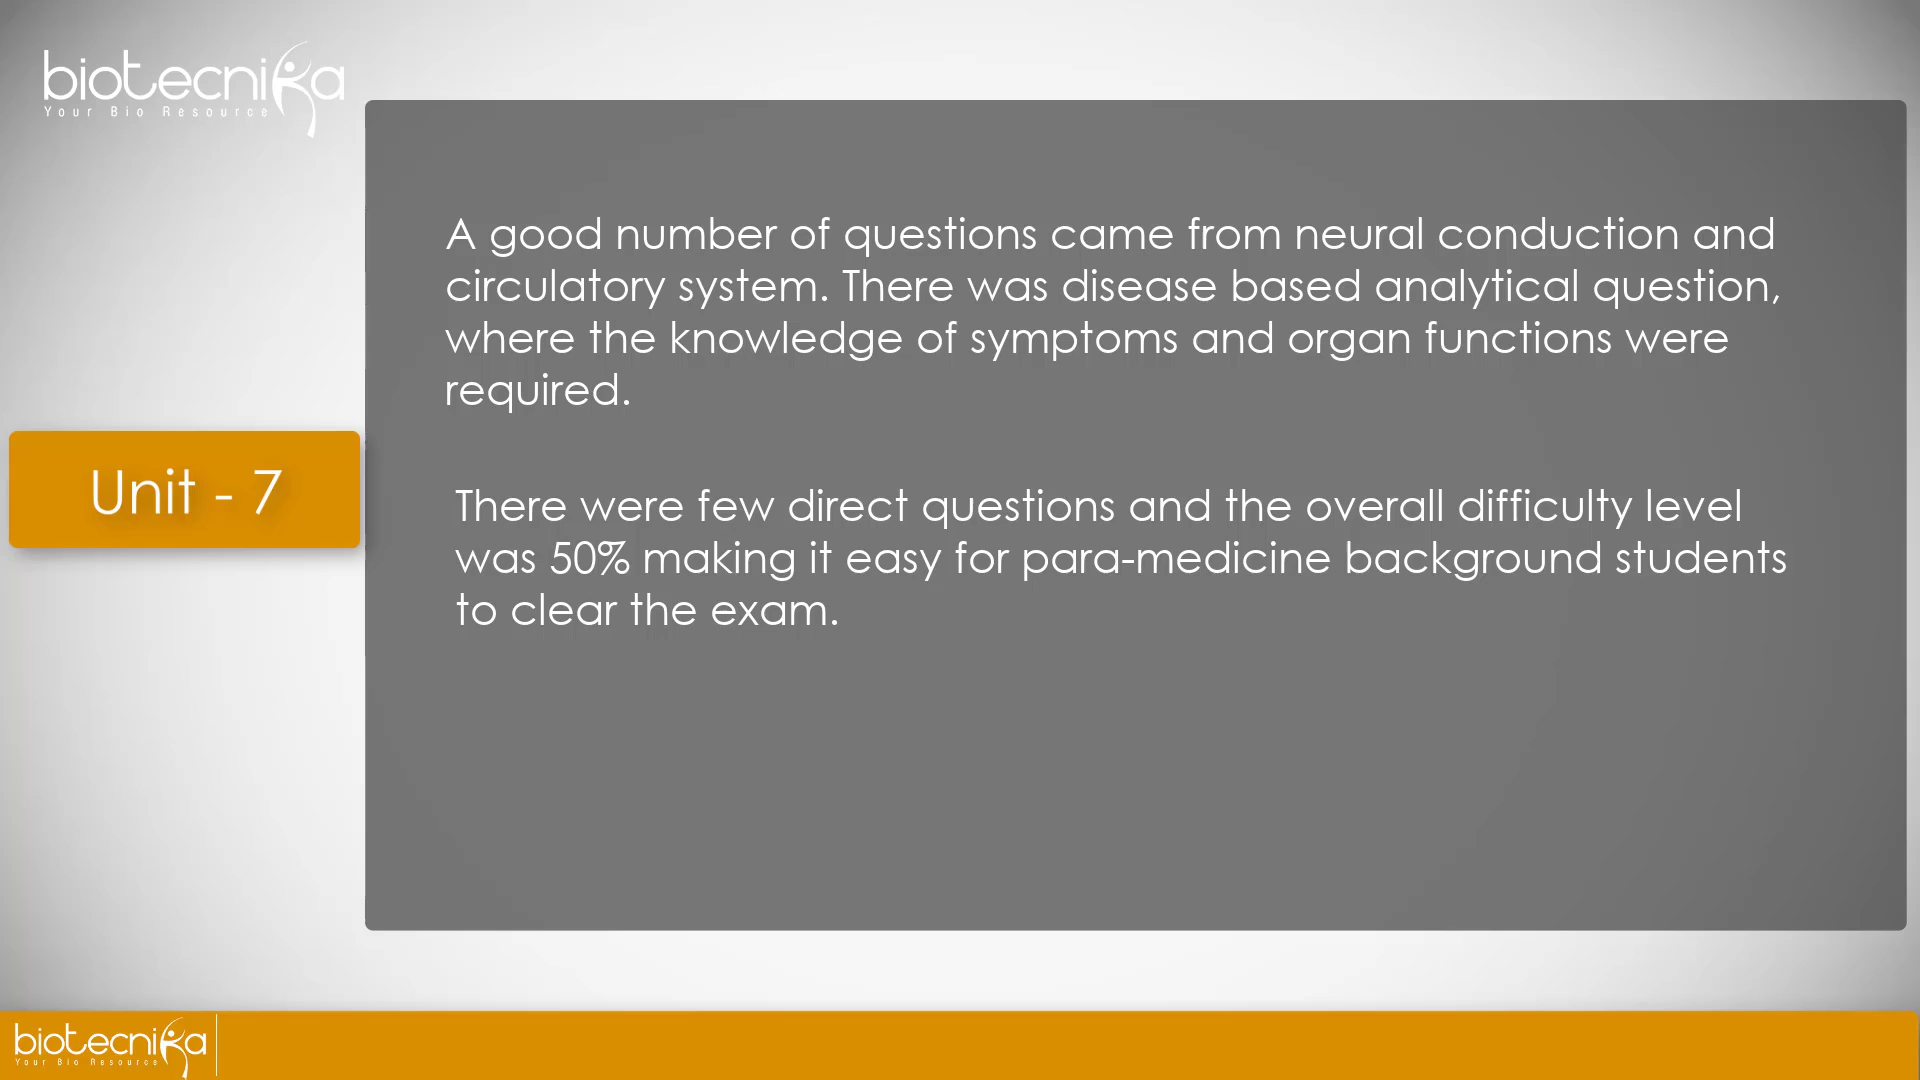 biotecnika
Your Bio Resource
A good number of questions came from neural conduction and
circulatory system. There was disease based analytical question,
where the knowledge of symptoms and organ functions were
required.
Unit - 7
There were few direct questions and the overall difficulty level
was 50% making it easy for para-medicine background students
to clear the exam.
biotecnika
Your Bio Resource